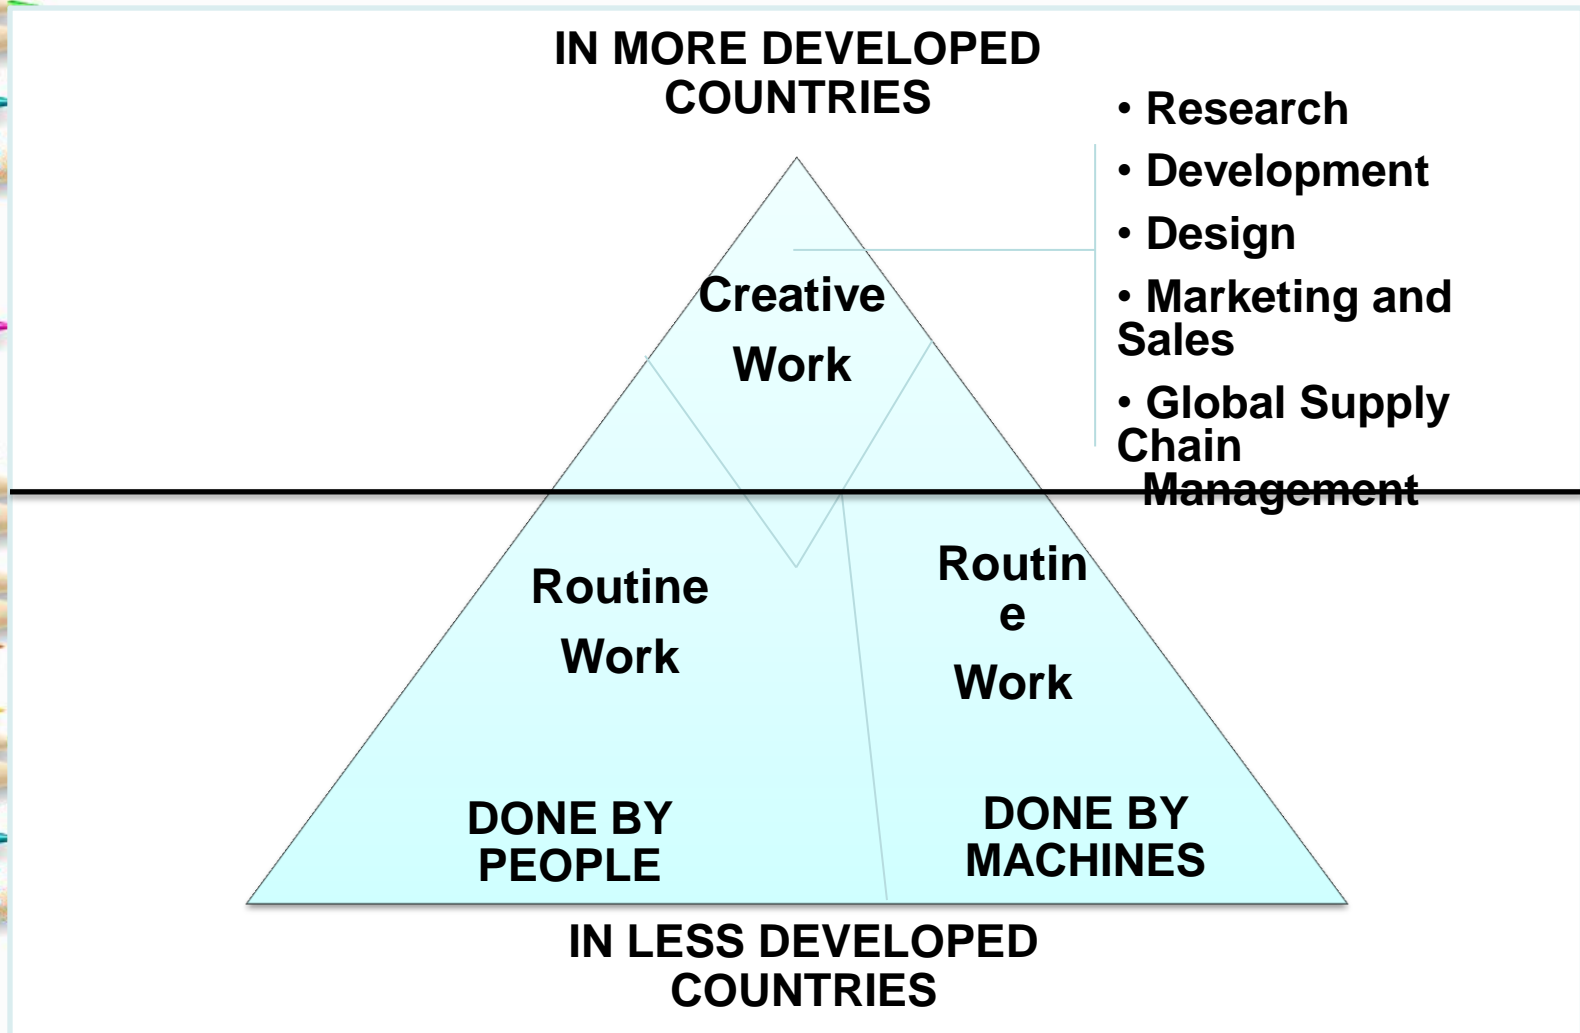 IN MORE DEVELOPED
COUNTRIES
• Research
• Development
• Design
• Marketing and
Sales
• Global Supply
Chain
Management
Creative
Work
Routine
Work
Routin
e
Work
DONE BY
PEOPLE
DONE BY
MACHINES
IN LESS DEVELOPED
COUNTRIES